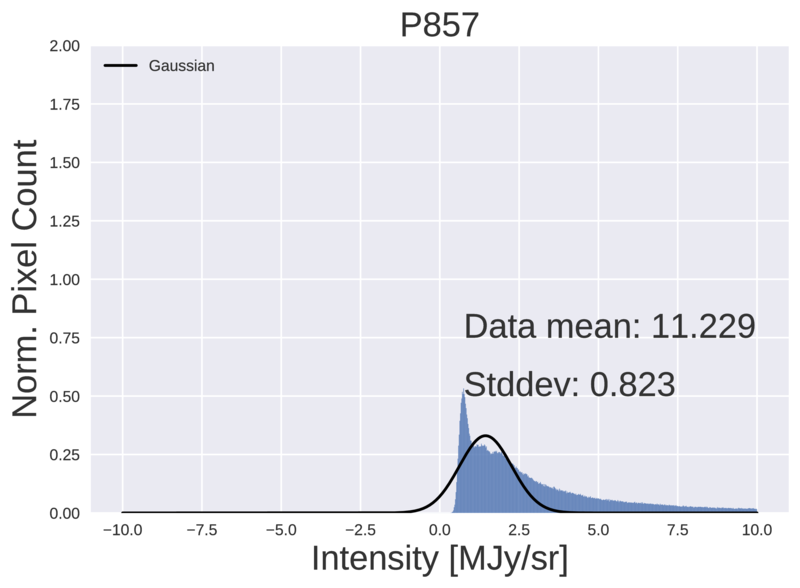 P857
2.00
Gaussian
1.75
1.50
1.25
1.00
0.75
0.50
0.25
0.00
Norm. Pixel Count
Data mean: 11.229
Stddev: 0.823
−10.0 −7.5 −5.0 −2.5 0.0 2.5 5.0 7.5 10.0
Intensity [MJy/sr]